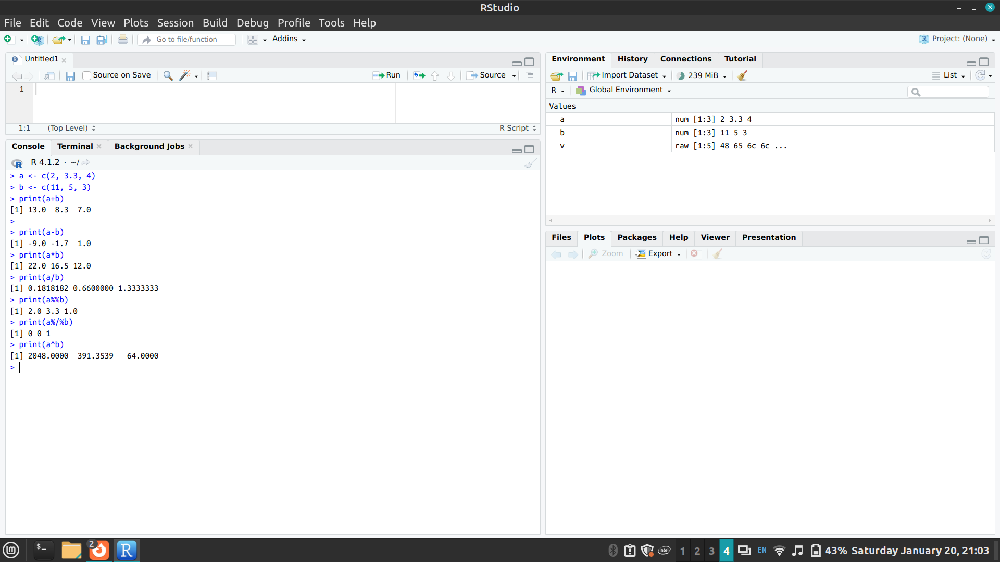 RStudio
File Edit Code View Plots Session Build Debug Profile Tools Help
Go to file/function Addins Project: (None)
Untitled1
Source on Save Run Source
1
1:1 (Top Level) R Script
Console Terminal Background Jobs
R 4.1.2 · ~/
> a <- c(2, 3.3, 4)
> b <- c(11, 5, 3)
> print(a+b)
[1] 13.0  8.3  7.0
>
> print(a-b)
[1] -9.0 -1.7  1.0
> print(a*b)
[1] 22.0 16.5 12.0
> print(a/b)
[1] 0.1818182 0.6600000 1.3333333
> print(a%%b)
[1] 2.0 3.3 1.0
> print(a%/%b)
[1] 0 0 1
> print(a^b)
[1] 2048.0000  391.3539   64.0000
>
Environment History Connections Tutorial
Import Dataset 239 MiB List
R Global Environment
Values
a num [1:3] 2 3.3 4
b num [1:3] 11 5 3
v raw [1:5] 48 65 6c 6c ...
Files Plots Packages Help Viewer Presentation
Zoom Export
$_ 2 R intel 1 2 3 4 EN 43% Saturday January 20, 21:03